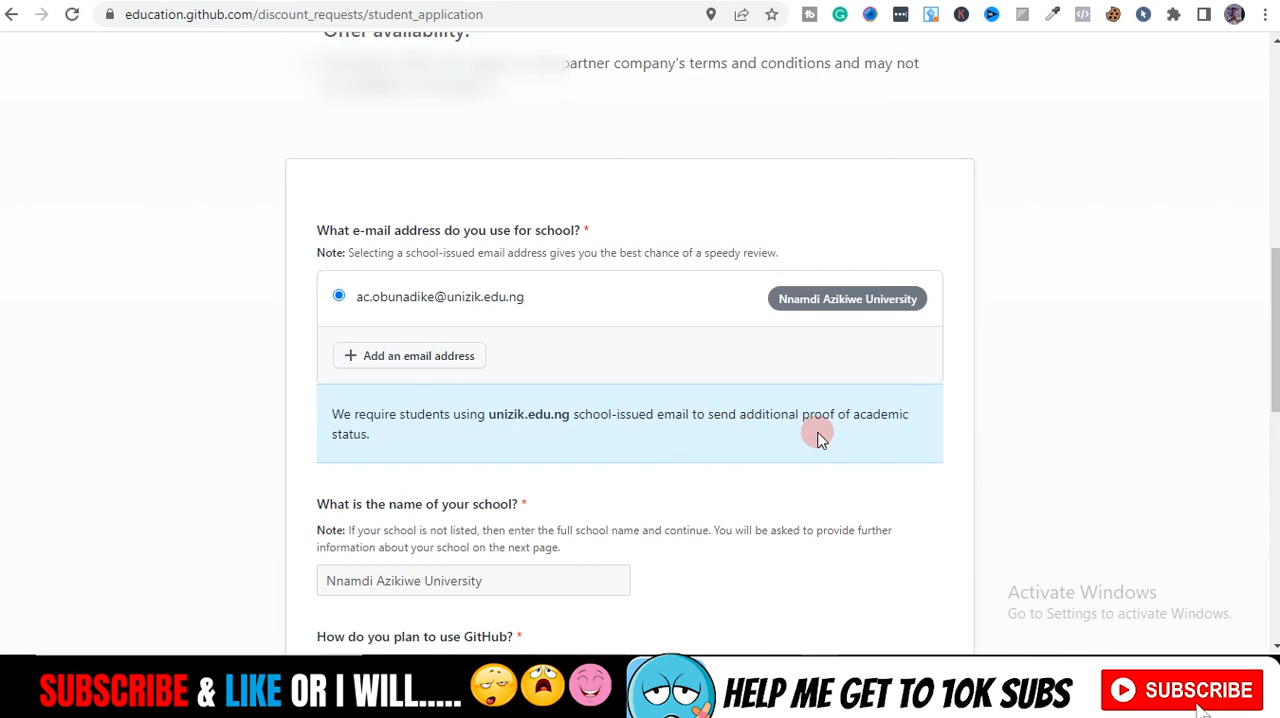 education.github.com/discount_requests/student_application
Offer availability:
partner company's terms and conditions and may not
What e-mail address do you use for school? *
Note: Selecting a school-issued email address gives you the best chance of a speedy review.
ac.obunadike@unizik.edu.ng
Nnamdi Azikiwe University
+ Add an email address
We require students using unizik.edu.ng school-issued email to send additional proof of academic
status.
What is the name of your school? *
Note: If your school is not listed, then enter the full school name and continue. You will be asked to provide further
information about your school on the next page.
Nnamdi Azikiwe University
Activate Windows
Go to Settings to activate Windows.
How do you plan to use GitHub? *
SUBSCRIBE & LIKE OR I WILL.....
HELP ME GET TO 10K SUBS
SUBSCRIBE